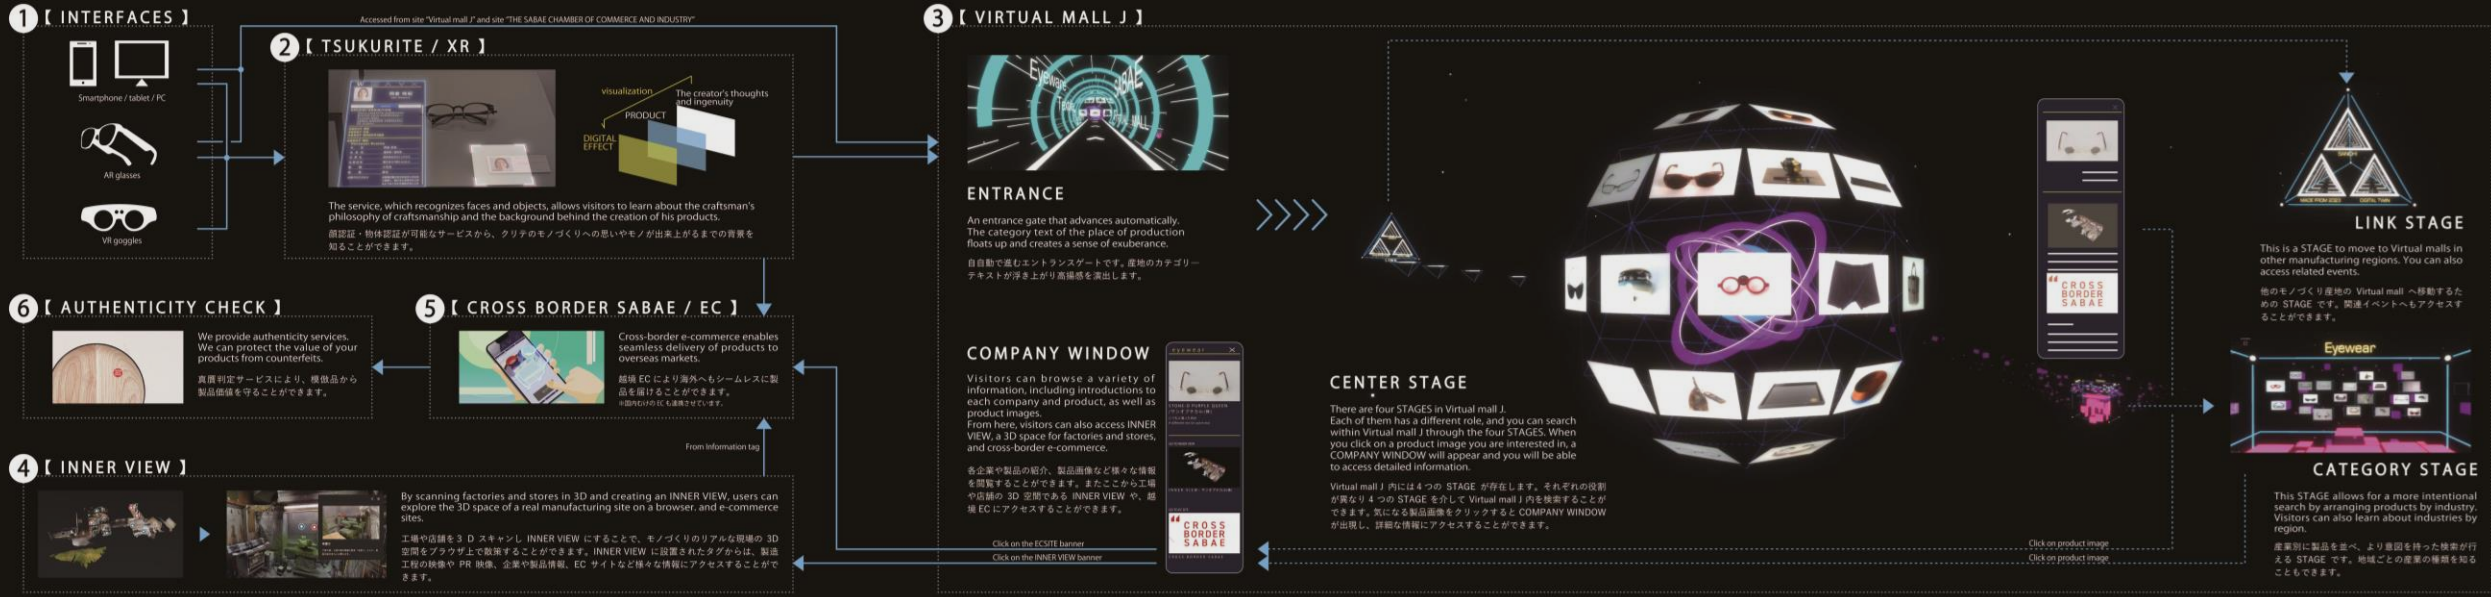 1 【 INTERFACES 】
Smartphone / tablet / PC
AR glasses
VR goggles
Accessed from site "Virtual mall J" and site "THE SABAE CHAMBER OF COMMERCE AND INDUSTRY"
2 【 TSUKURITE / XR 】
visualization
The creator's thoughts
and ingenuity
PRODUCT
DIGITAL
EFFECT
The service, which recognizes faces and objects, allows visitors to learn about the craftsman's
philosophy of craftsmanship and the background behind the creation of his products.
顔認証・物体認証が可能なサービスから、クリテのモノづくりへの思いやモノが出来上がるまでの背景を
知ることができます。
6 【 AUTHENTICITY CHECK 】
We provide authenticity services.
We can protect the value of your
products from counterfeits.
真贋判定サービスにより、模倣品から
製品価値を守ることができます。
5 【 CROSS BORDER SABAE / EC 】
Cross-border e-commerce enables
seamless delivery of products to
overseas markets.
越境 EC により海外へもシームレスに製
品を届けることができます。
※国内むけの EC も連携させています。
From Information tag
4 【 INNER VIEW 】
By scanning factories and stores in 3D and creating an INNER VIEW, users can
explore the 3D space of a real manufacturing site on a browser. and e-commerce
sites.
工場や店舗を 3 D スキャンし INNER VIEW にすることで、モノづくりのリアルな現場の 3D
空間をブラウザ上で散策することができます。INNER VIEW に設置されたタグからは、製造
工程の映像や PR 映像、企業や製品情報、EC サイトなど様々な情報にアクセスすることがで
きます。
3 【 VIRTUAL MALL J 】
Eyeware
SABAE
MALL
ENTRANCE
An entrance gate that advances automatically.
The category text of the place of production
floats up and creates a sense of exuberance.
自自動で進むエントランスゲートです。産地のカテゴリー
テキストが浮き上がり高揚感を演出します。
COMPANY WINDOW
Visitors can browse a variety of
information, including introductions to
each company and product, as well as
product images.
From here, visitors can also access INNER
VIEW, a 3D space for factories and stores,
and cross-border e-commerce.
各企業や製品の紹介、製品画像など様々な情報
を閲覧することができます。またここから工場
や店舗の 3D 空間である INNER VIEW や、越
境 EC にアクセスすることができます。
eyewear
CROSS
BORDER
SABAE
Click on the ECSITE banner
Click on the INNER VIEW banner
CENTER STAGE
There are four STAGES in Virtual mall J.
Each of them has a different role, and you can search
within Virtual mall J through the four STAGES. When
you click on a product image you are interested in, a
COMPANY WINDOW will appear and you will be able
to access detailed information.
Virtual mall J 内には 4 つの STAGE が存在します。それぞれの役割
が異なり 4 つの STAGE を介して Virtual mall J 内を検索することが
できます。気になる製品画像をクリックすると COMPANY WINDOW
が出現し、詳細な情報にアクセスすることができます。
CROSS
BORDER
SABAE
Click on product image
Click on product image
LINK STAGE
This is a STAGE to move to Virtual malls in
other manufacturing regions. You can also
access related events.
他のモノづくり産地の Virtual mall へ移動するた
めの STAGE です。関連イベントへもアクセスす
ることができます。
Eyewear
CATEGORY STAGE
This STAGE allows for a more intentional
search by arranging products by industry.
Visitors can also learn about industries by
region.
産業別に製品を並べ、より意図を持った検索が行
える STAGE です。地域ごとの産業の種類を知る
こともできます。